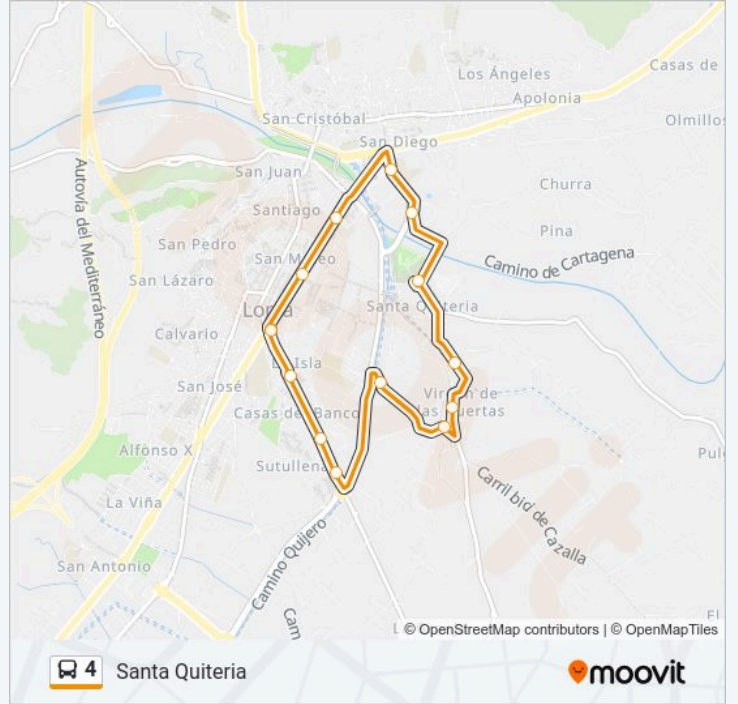 Los Ángeles
Casas de
Apolonia
San Cristóbal
Olmillos
San Diego
San Juan
Churra
Santiago
Pina
San Pedro
San Mateo
Camino de Cartagena
Autovía del Mediterráneo
San Lázaro
Santa Quiteria
Lorca
Calvario
La Isla
San José
Virgen de
las Huertas
Casas del Banco
Alfonso X
Sutullena
Carril bici de Cazalla
La Viña
San Antonio
Camino Quijero
Cam
El
© OpenStreetMap contributors | © OpenMapTiles
4 Santa Quiteria
moovit